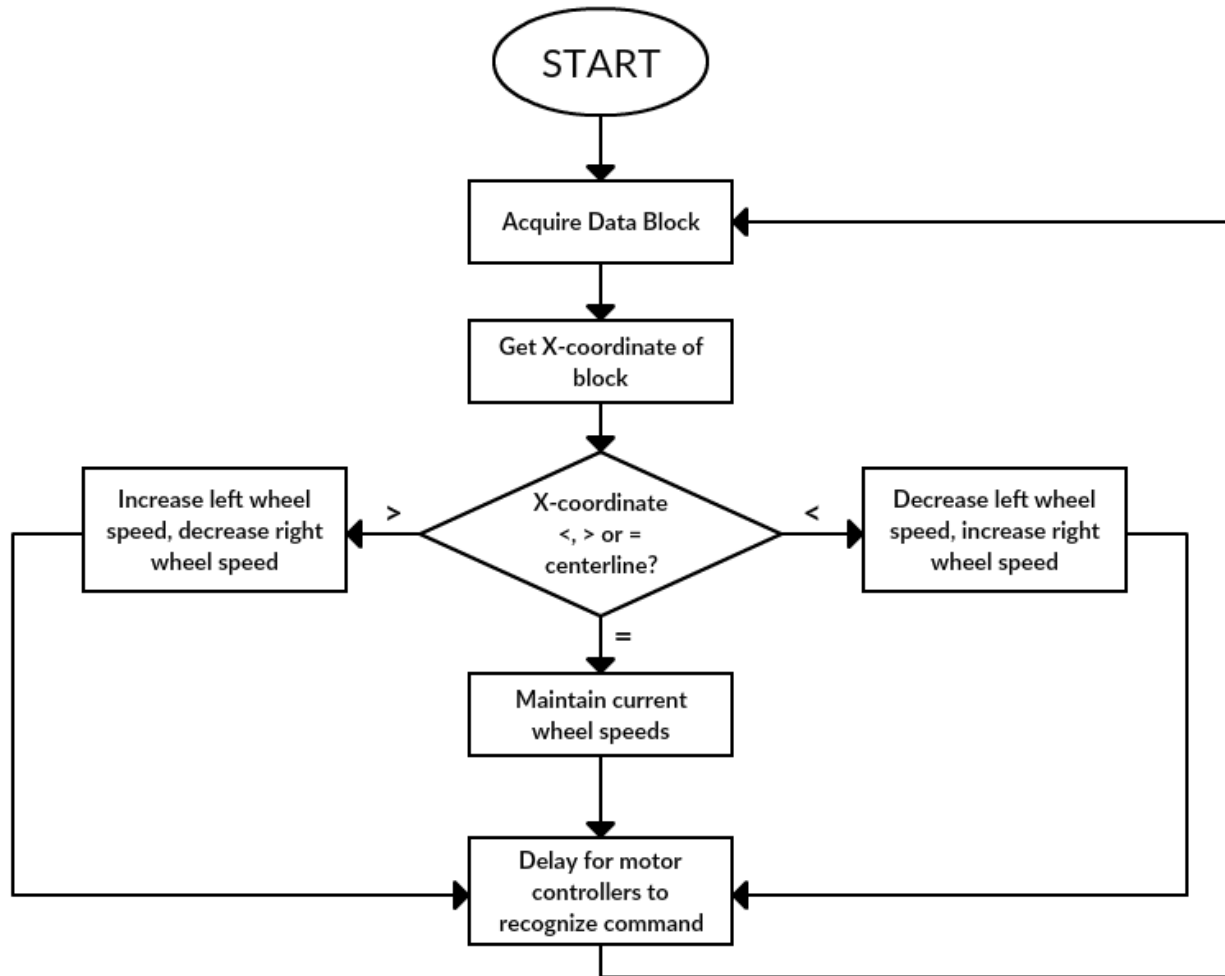 START
Acquire Data Block
Get X-coordinate of
block
Increase left wheel
speed, decrease right
wheel speed
>
X-coordinate
<, > or =
centerline?
<
Decrease left wheel
speed, increase right
wheel speed
=
Maintain current
wheel speeds
Delay for motor
controllers to
recognize command